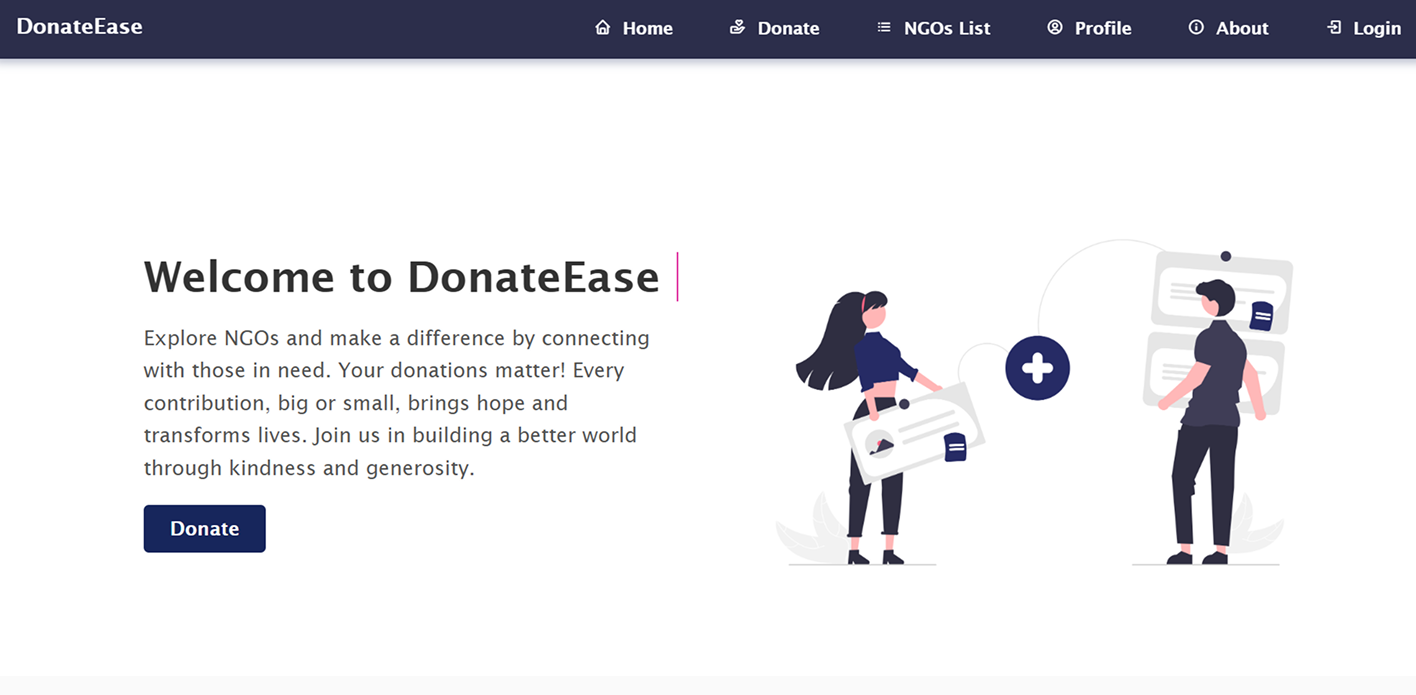 DonateEase
Home
Donate
NGOs List
Profile
About
Login
Welcome to DonateEase
Explore NGOs and make a difference by connecting
with those in need. Your donations matter! Every
contribution, big or small, brings hope and
transforms lives. Join us in building a better world
through kindness and generosity.
Donate